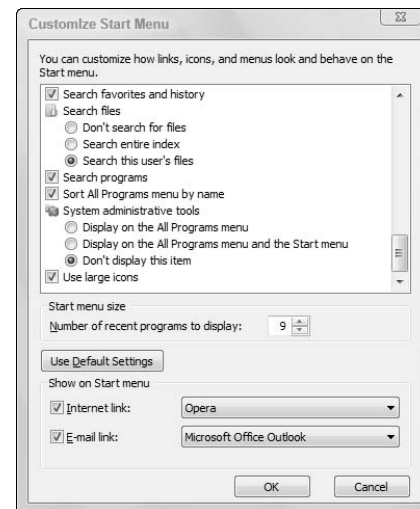 Customize Start Menu
You can customize how links, icons, and menus look and behave on the
Start menu.
Search favorites and history
Search files
Don't search for files
Search entire index
Search this user's files
Search programs
Sort All Programs menu by name
System administrative tools
Display on the All Programs menu
Display on the All Programs menu and the Start menu
Don't display this item
Use large icons
Start menu size
Number of recent programs to display: 9
Use Default Settings
Show on Start menu
Internet link: Opera
E-mail link: Microsoft Office Outlook
OK Cancel